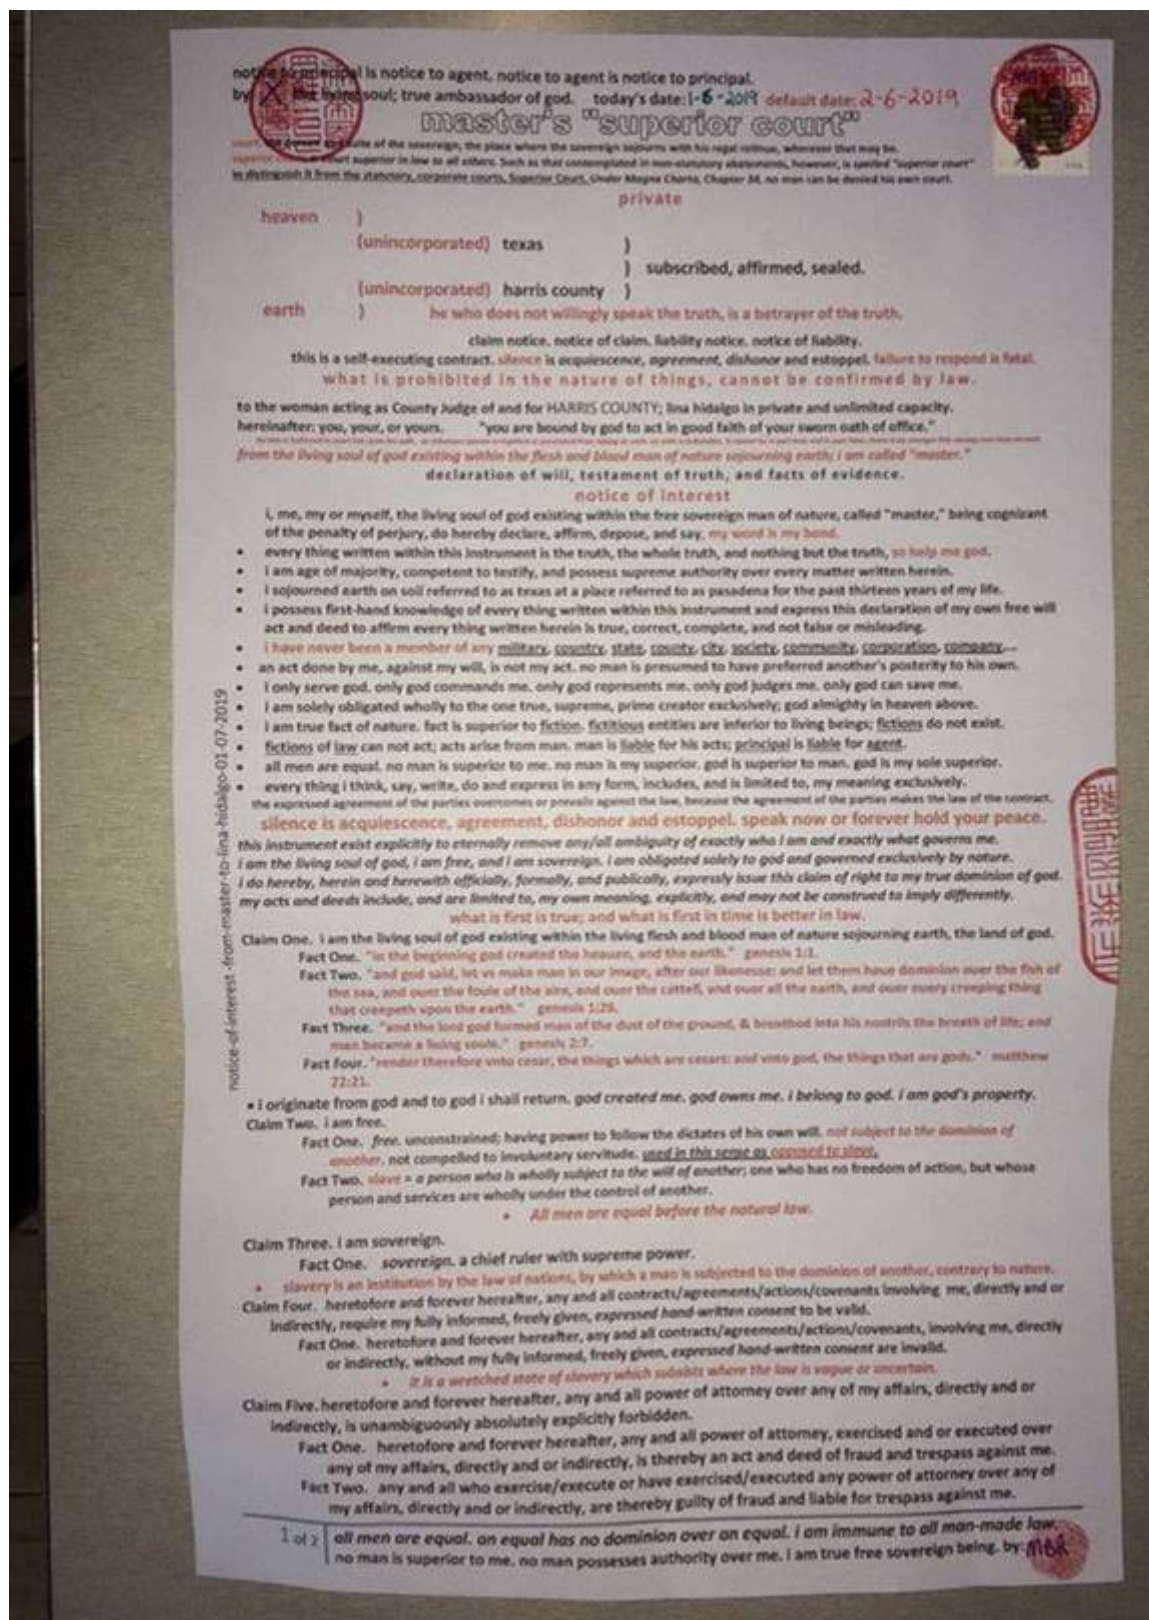 notice to principal is notice to agent. notice to agent is notice to principal.
by X the living soul; true ambassador of god. today's date: 1-6-2019 default date: 2-6-2019
master's "superior court"
court. the person and suite of the sovereign, the place where the sovereign sojourns with his regal retinue, wherever that may be.
superior court. a court superior in law to all others. Such as that contemplated in non-statutory abatements, however, is spelled "superior court"
to distinguish it from the statutory, corporate courts, Superior Court. Under Magna Charta, Chapter 34, no man can be denied his own court.
private
heaven )
(unincorporated) texas )
) subscribed, affirmed, sealed.
(unincorporated) harris county )
earth ) he who does not willingly speak the truth, is a betrayer of the truth.
claim notice. notice of claim. liability notice. notice of liability.
this is a self-executing contract. silence is acquiescence, agreement, dishonor and estoppel. failure to respond is fatal.
what is prohibited in the nature of things, cannot be confirmed by law.
to the woman acting as County Judge of and for HARRIS COUNTY; lina hidalgo in private and unlimited capacity.
hereinafter: you, your, or yours. "you are bound by god to act in good faith of your sworn oath of office."
from the living soul of god existing within the flesh and blood man of nature sojourning earth; i am called "master."
declaration of will, testament of truth, and facts of evidence.
notice of interest
i, me, my or myself, the living soul of god existing within the free sovereign man of nature, called "master," being cognizant
of the penalty of perjury, do hereby declare, affirm, depose, and say, my word is my bond.
• every thing written within this instrument is the truth, the whole truth, and nothing but the truth, so help me god.
• i am age of majority, competent to testify, and possess supreme authority over every matter written herein.
• i sojourned earth on soil referred to as texas at a place referred to as pasadena for the past thirteen years of my life.
• i possess first-hand knowledge of every thing written within this instrument and express this declaration of my own free will
act and deed to affirm every thing written herein is true, correct, complete, and not false or misleading.
• i have never been a member of any military, country, state, county, city, society, community, corporation, company...
• an act done by me, against my will, is not my act. no man is presumed to have preferred another's posterity to his own.
• i only serve god. only god commands me. only god represents me. only god judges me. only god can save me.
• i am solely obligated wholly to the one true, supreme, prime creator exclusively; god almighty in heaven above.
• i am true fact of nature. fact is superior to fiction. fictitious entities are inferior to living beings; fictions do not exist.
• fictions of law can not act; acts arise from man. man is liable for his acts; principal is liable for agent.
• all men are equal. no man is superior to me. no man is my superior. god is superior to man. god is my sole superior.
• every thing i think, say, write, do and express in any form, includes, and is limited to, my meaning exclusively.
the expressed agreement of the parties overcomes or prevails against the law, because the agreement of the parties makes the law of the contract.
silence is acquiescence, agreement, dishonor and estoppel. speak now or forever hold your peace.
this instrument exist explicitly to eternally remove any/all ambiguity of exactly who i am and exactly what governs me.
i am the living soul of god, i am free, and i am sovereign. i am obligated solely to god and governed exclusively by nature.
i do hereby, herein and herewith officially, formally, and publically, expressly issue this claim of right to my true dominion of god.
my acts and deeds include, and are limited to, my own meaning, explicitly, and may not be construed to imply differently.
what is first is true; and what is first in time is better in law.
Claim One. i am the living soul of god existing within the living flesh and blood man of nature sojourning earth, the land of god.
Fact One. "in the beginning god created the heauen, and the earth." genesis 1:1.
Fact Two. "and god said, let vs make man in our image, after our likenesse: and let them have dominion ouer the fish of
the sea, and ouer the foule of the aire, and ouer the cattell, and ouer all the earth, and ouer euery creeping thing
that creepeth vpon the earth." genesis 1:26.
Fact Three. "and the lord god formed man of the dust of the ground, & breathed into his nostrils the breath of life; and
man became a living soule." genesis 2:7.
Fact Four. "render therefore vnto cesar, the things which are cesars: and vnto god, the things that are gods." matthew
22:21.
• i originate from god and to god i shall return. god created me. god owns me. i belong to god. i am god's property.
Claim Two. i am free.
Fact One. free. unconstrained; having power to follow the dictates of his own will. not subject to the dominion of
another. not compelled to involuntary servitude. used in this sense as opposed to slave.
Fact Two. slave = a person who is wholly subject to the will of another; one who has no freedom of action, but whose
person and services are wholly under the control of another.
• All men are equal before the natural law.
Claim Three. i am sovereign.
Fact One. sovereign. a chief ruler with supreme power.
• slavery is an institution by the law of nations, by which a man is subjected to the dominion of another, contrary to nature.
Claim Four. heretofore and forever hereafter, any and all contracts/agreements/actions/covenants involving me, directly and or
indirectly, require my fully informed, freely given, expressed hand-written consent to be valid.
Fact One. heretofore and forever hereafter, any and all contracts/agreements/actions/covenants, involving me, directly
or indirectly, without my fully informed, freely given, expressed hand-written consent are invalid.
• it is a wretched state of slavery which subsists where the law is vague or uncertain.
Claim Five. heretofore and forever hereafter, any and all power of attorney over any of my affairs, directly and or
indirectly, is unambiguously absolutely explicitly forbidden.
Fact One. heretofore and forever hereafter, any and all power of attorney, exercised and or executed over
any of my affairs, directly and or indirectly, is thereby an act and deed of fraud and trespass against me.
Fact Two. any and all who exercise/execute or have exercised/executed any power of attorney over any of
my affairs, directly and or indirectly, are thereby guilty of fraud and liable for trespass against me.
1 of 2 all men are equal. an equal has no dominion over an equal. i am immune to all man-made law.
no man is superior to me. no man possesses authority over me. i am true free sovereign being. by: MBR
notice-of-interest-from-master-to-lina-hidalgo-01-07-2019